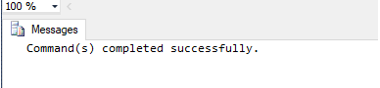 100 %
Messages
Command(s) completed successfully.